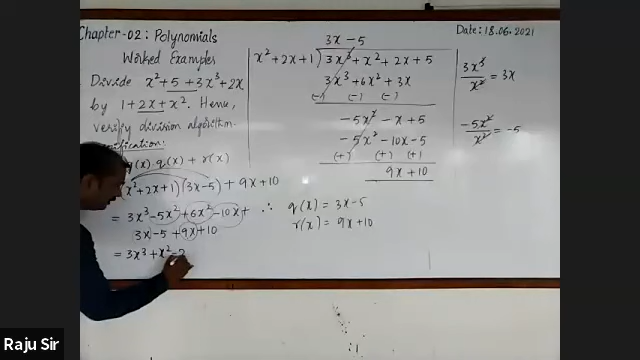 Chapter-02: Polynomials
Date: 18.06.2021
Worked Examples
Divide x² + 5 + 3x³ + 2x
by 1 + 2x + x². Hence,
verify division algorithm
g(x) · q(x) + r(x)
x² + 2x + 1) (3x - 5) + 9x + 10
= 3x³ - 5x² + 6x² - 10x +
3x - 5 + 9x + 10
= 3x³ + x² - 2
3x - 5
x² + 2x + 1) 3x³ + x² + 2x + 5
3x³ + 6x² + 3x
(-) (-) (-)
- 5x² - x + 5
- 5x² - 10x - 5
(+) (+) (+)
9x + 10
∴ q(x) = 3x - 5
r(x) = 9x + 10
3x³/x² = 3x
-5x²/x² = -5
Raju Sir